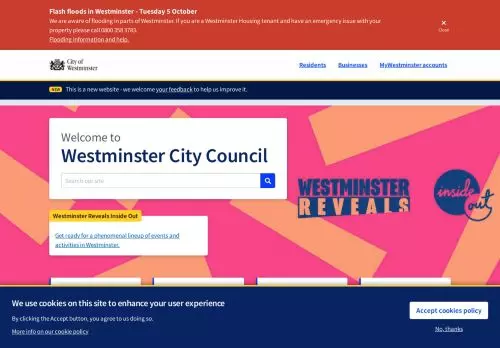 Flash floods in Westminster - Tuesday 5 October
We are aware of flooding in parts of Westminster. If you are a Westminster Housing tenant and have an emergency issue with your
property please call 0800 358 3783.
Flooding information and help.
×
Close
City of
Westminster
Residents
Businesses
MyWestminster accounts
NEW
This is a new website - we welcome your feedback to help us improve it.
Welcome to
Westminster City Council
Search our site
WESTMINSTER
REVEALS
inside
out
Westminster Reveals Inside Out
Get ready for a phenomenal lineup of events and
activities in Westminster.
We use cookies on this site to enhance your user experience
By clicking the Accept button, you agree to us doing so.
More info on our cookie policy
Accept cookies policy
No, thanks